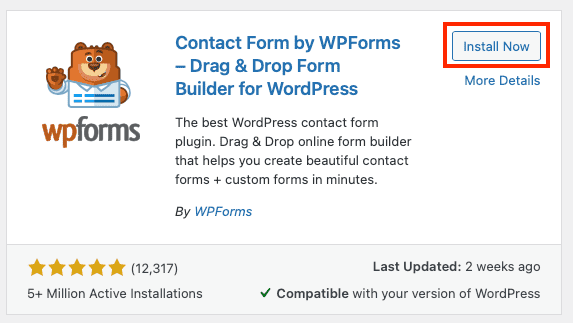 Contact Form by WPForms
– Drag & Drop Form
Builder for WordPress
Install Now
More Details
The best WordPress contact form
plugin. Drag & Drop online form builder
that helps you create beautiful contact
forms + custom forms in minutes.
By WPForms
wpforms
(12,317)
Last Updated: 2 weeks ago
5+ Million Active Installations
Compatible with your version of WordPress